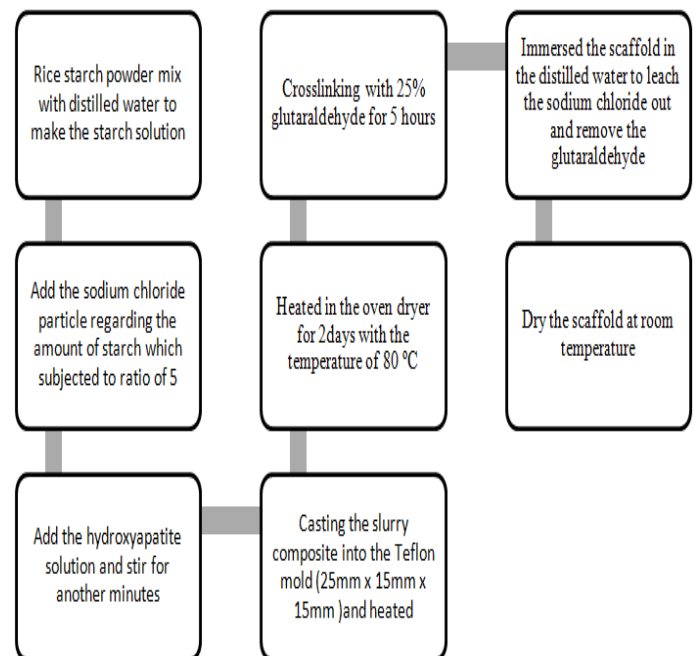 Rice starch powder mix
with distilled water to
make the starch solution
Add the sodium chloride
particle regarding the
amount of starch which
subjected to ratio of 5
Add the hydroxyapatite
solution and stir for
another minutes
Casting the slurry
composite into the Teflon
mold (25mm x 15mm x
15mm )and heated
Heated in the oven dryer
for 2days with the
temperature of 80 °C
Crosslinking with 25%
glutaraldehyde for 5 hours
Immersed the scaffold in
the distilled water to leach
the sodium chloride out
and remove the
glutaraldehyde
Dry the scaffold at room
temperature